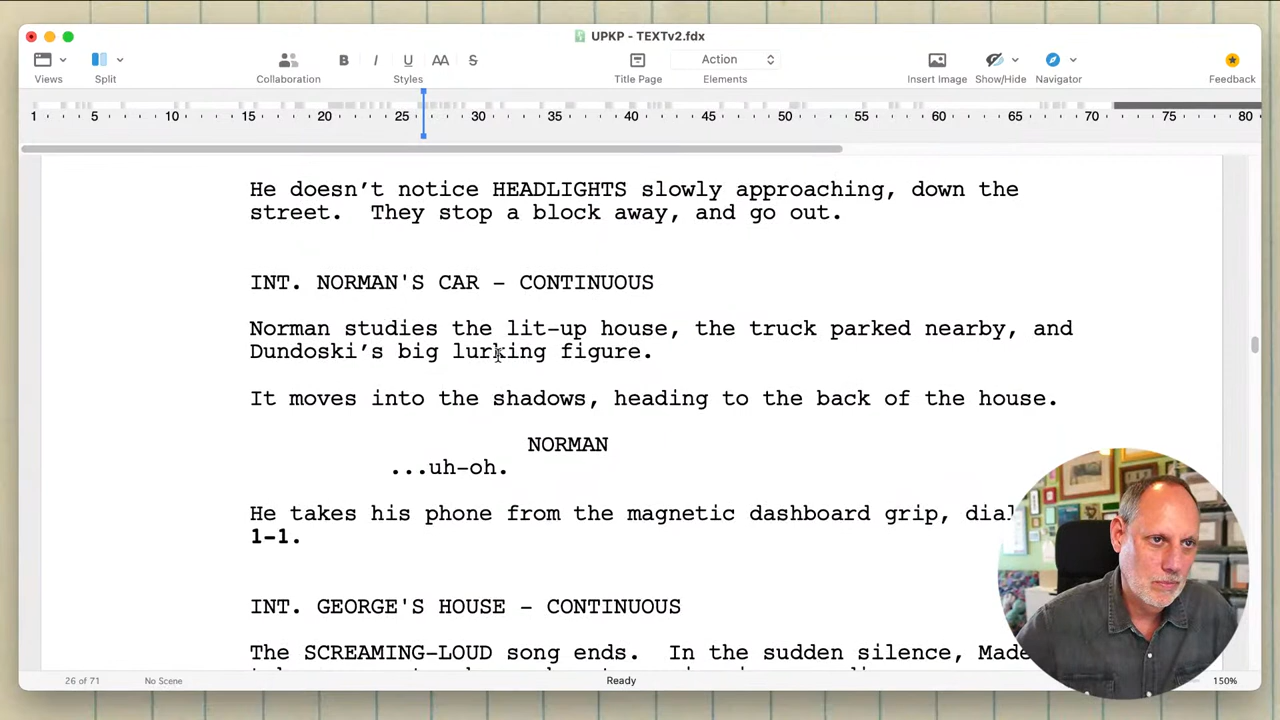 UPKP - TEXTv2.fdx
Action
Views
Split
Collaboration
B I U AA S
Styles
Title Page
Elements
Insert Image
Show/Hide
Navigator
Feedback
1 5 10 15 20 25 30 35 40 45 50 55 60 65 70 75 80
He doesn’t notice HEADLIGHTS slowly approaching, down the
street.  They stop a block away, and go out.
INT. NORMAN'S CAR - CONTINUOUS
Norman studies the lit-up house, the truck parked nearby, and
Dundoski’s big lurking figure.
It moves into the shadows, heading to the back of the house.
NORMAN
...uh-oh.
He takes his phone from the magnetic dashboard grip,
1-1.
INT. GEORGE'S HOUSE - CONTINUOUS
The SCREAMING-LOUD song ends.  In the sudden silence,
26 of 71
No Scene
Ready
150%